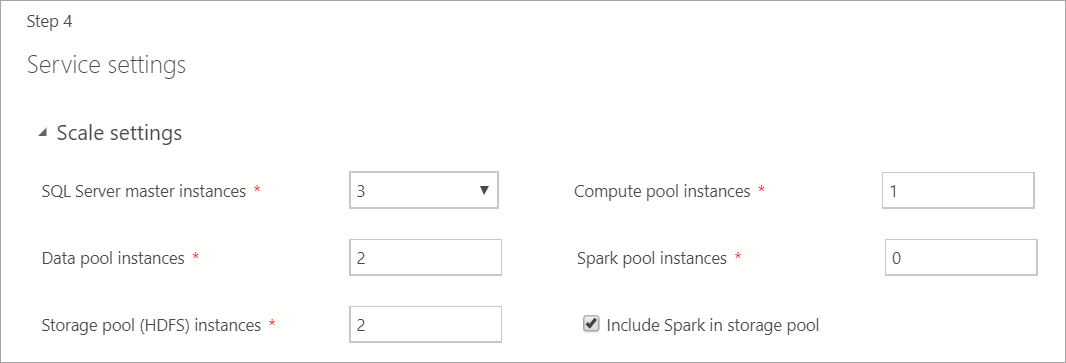 Step 4
Service settings
Scale settings
SQL Server master instances * 3 Compute pool instances * 1
Data pool instances * 2 Spark pool instances * 0
Storage pool (HDFS) instances * 2 Include Spark in storage pool